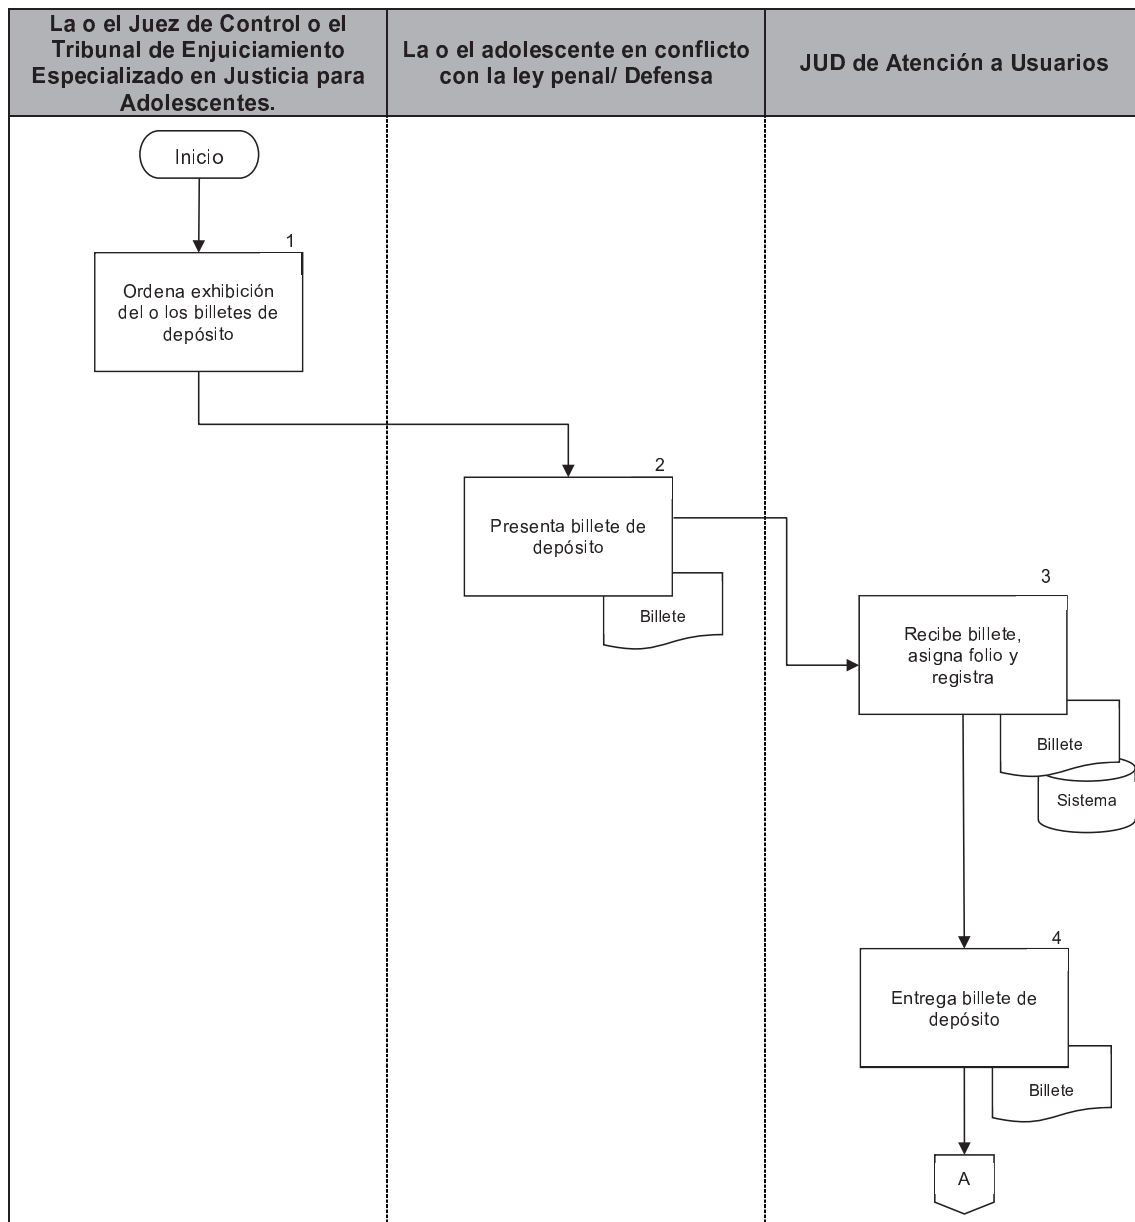 La o el Juez de Control o el
Tribunal de Enjuiciamiento
Especializado en Justicia para
Adolescentes.
La o el adolescente en conflicto
con la ley penal/ Defensa
JUD de Atención a Usuarios
Inicio
1
Ordena exhibición
del o los billetes de
depósito
2
Presenta billete de
depósito
Billete
3
Recibe billete,
asigna folio y
registra
Billete
Sistema
4
Entrega billete de
depósito
Billete
A